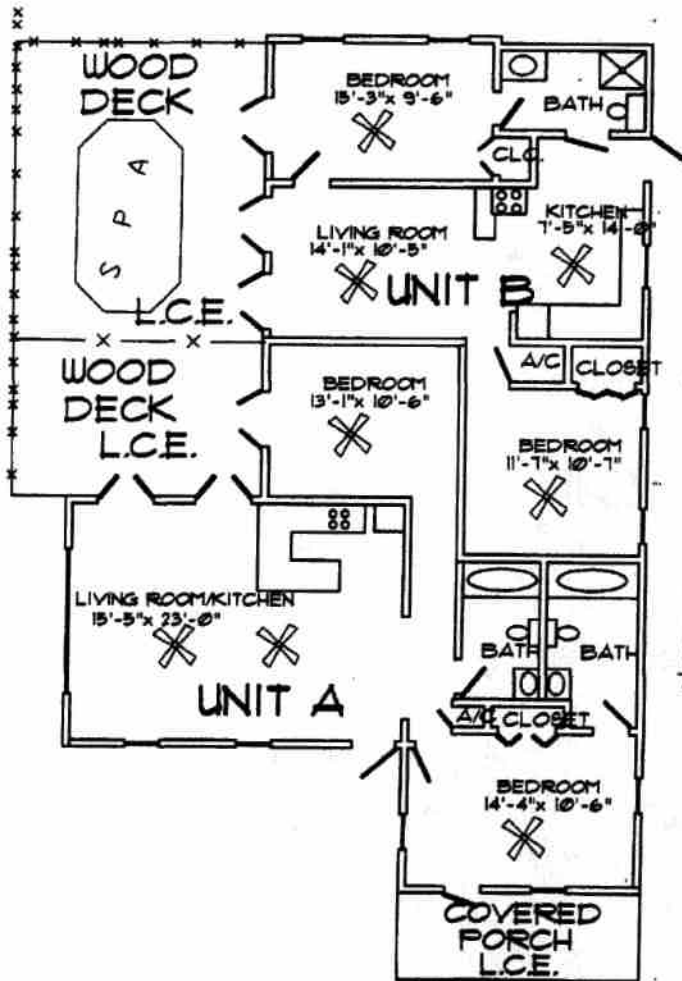 WOOD
DECK
SPA
L.C.E.
BEDROOM
15'-3" x 9'-6"
BATH
CLO.
LIVING ROOM
14'-1" x 10'-5"
KITCHEN
7'-5" x 14'-0"
UNIT B
WOOD
DECK
L.C.E.
BEDROOM
13'-1" x 10'-6"
A/C
CLOSET
BEDROOM
11'-7" x 10'-7"
LIVING ROOM/KITCHEN
15'-5" x 23'-0"
UNIT A
BATH
BATH
A/C
CLOSET
BEDROOM
14'-4" x 10'-6"
COVERED
PORCH
L.C.E.